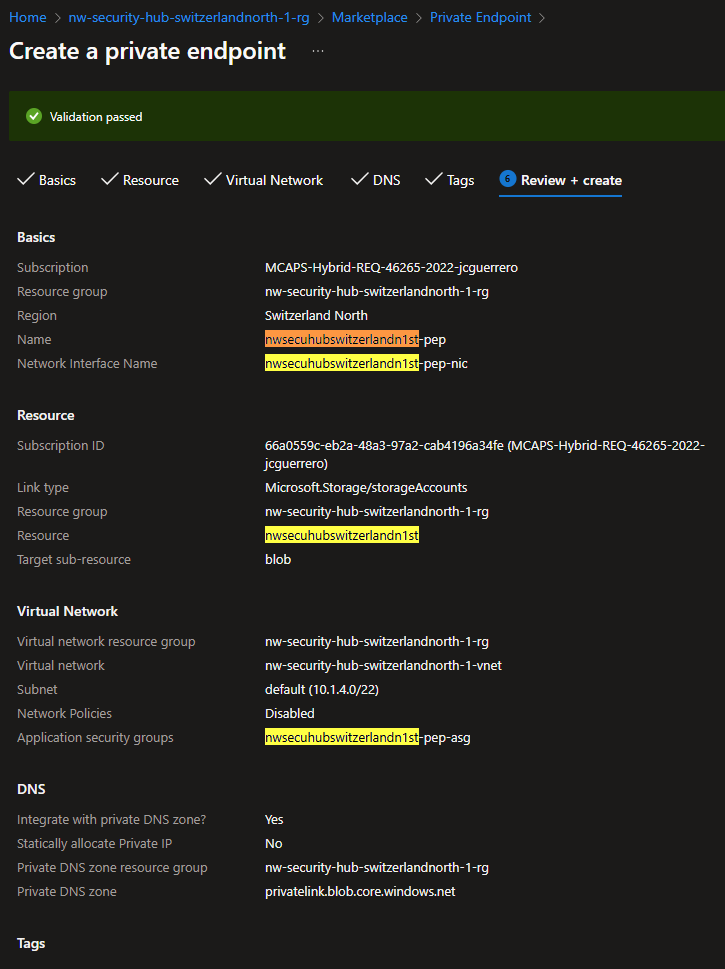 Home > nw-security-hub-switzerlandnorth-1-rg > Marketplace > Private Endpoint >
Create a private endpoint ...
Validation passed
Basics Resource Virtual Network DNS Tags 6 Review + create
Basics
Subscription MCAPS-Hybrid-REQ-46265-2022-jcguerrero
Resource group nw-security-hub-switzerlandnorth-1-rg
Region Switzerland North
Name nwsecuhubswitzerlandn1st-pep
Network Interface Name nwsecuhubswitzerlandn1st-pep-nic
Resource
Subscription ID 66a0559c-eb2a-48a3-97a2-cab4196a34fe (MCAPS-Hybrid-REQ-46265-2022-
jcguerrero)
Link type Microsoft.Storage/storageAccounts
Resource group nw-security-hub-switzerlandnorth-1-rg
Resource nwsecuhubswitzerlandn1st
Target sub-resource blob
Virtual Network
Virtual network resource group nw-security-hub-switzerlandnorth-1-rg
Virtual network nw-security-hub-switzerlandnorth-1-vnet
Subnet default (10.1.4.0/22)
Network Policies Disabled
Application security groups nwsecuhubswitzerlandn1st-pep-asg
DNS
Integrate with private DNS zone? Yes
Statically allocate Private IP No
Private DNS zone resource group nw-security-hub-switzerlandnorth-1-rg
Private DNS zone privatelink.blob.core.windows.net
Tags